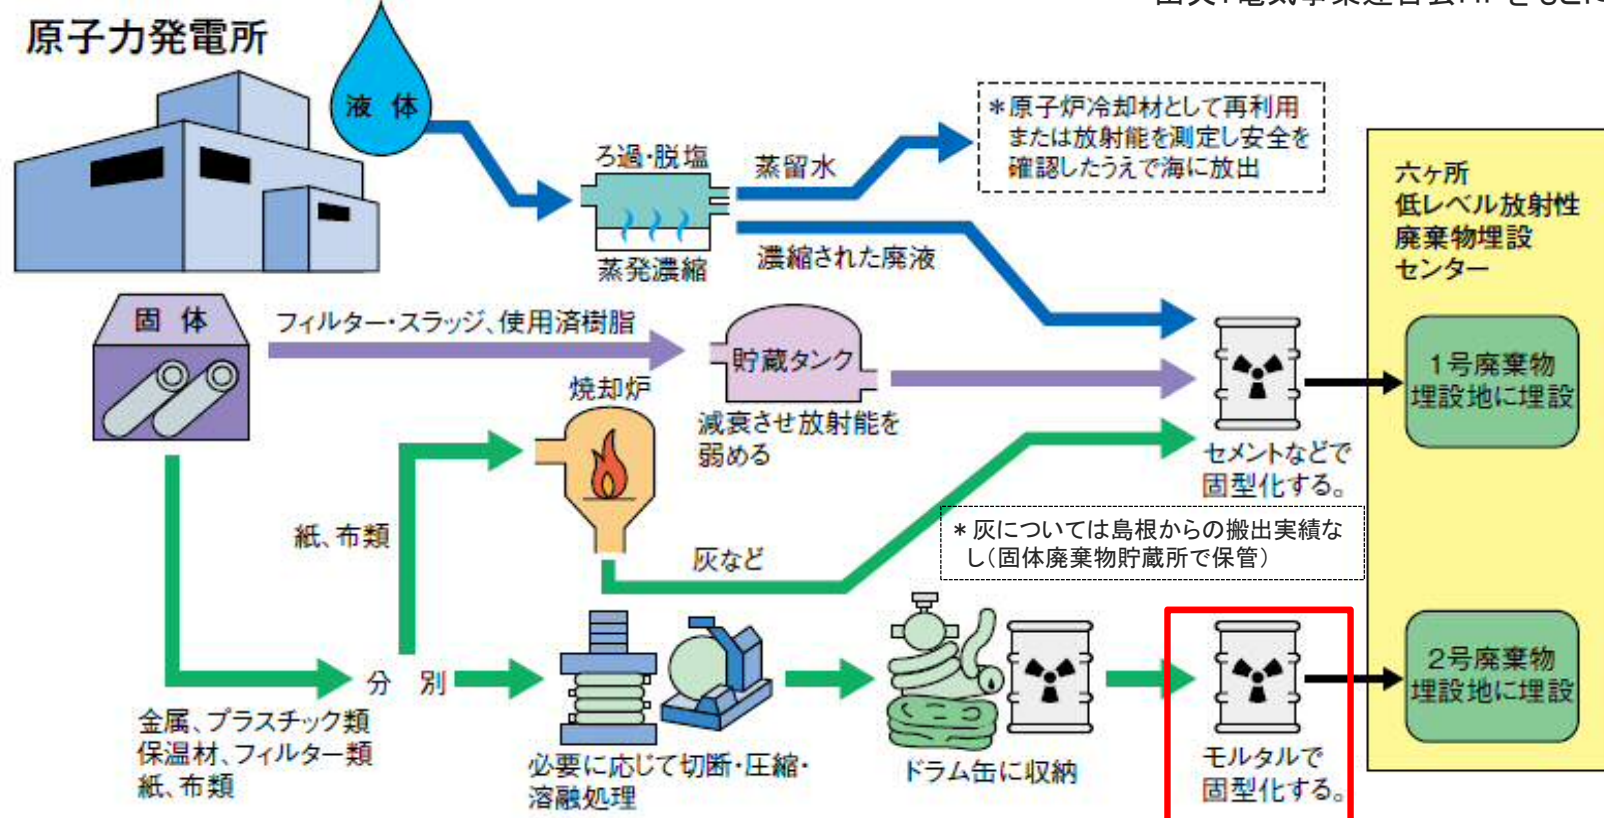 原子力発電所
液 体
ろ過・脱塩
蒸発濃縮
蒸留水
濃縮された廃液
＊原子炉冷却材として再利用
または放射能を測定し安全を
確認したうえで海に放出
六ヶ所
低レベル放射性
廃棄物埋設
センター
固 体
フィルター・スラッジ、使用済樹脂
貯蔵タンク
減衰させ放射能を
弱める
1号廃棄物
埋設地に埋設
セメントなどで
固型化する。
焼却炉
紙、布類
灰など
＊灰については島根からの搬出実績な
し（固体廃棄物貯蔵所で保管）
分 別
金属、プラスチック類
保温材、フィルター類
紙、布類
必要に応じて切断・圧縮・
溶融処理
ドラム缶に収納
モルタルで
固型化する。
2号廃棄物
埋設地に埋設